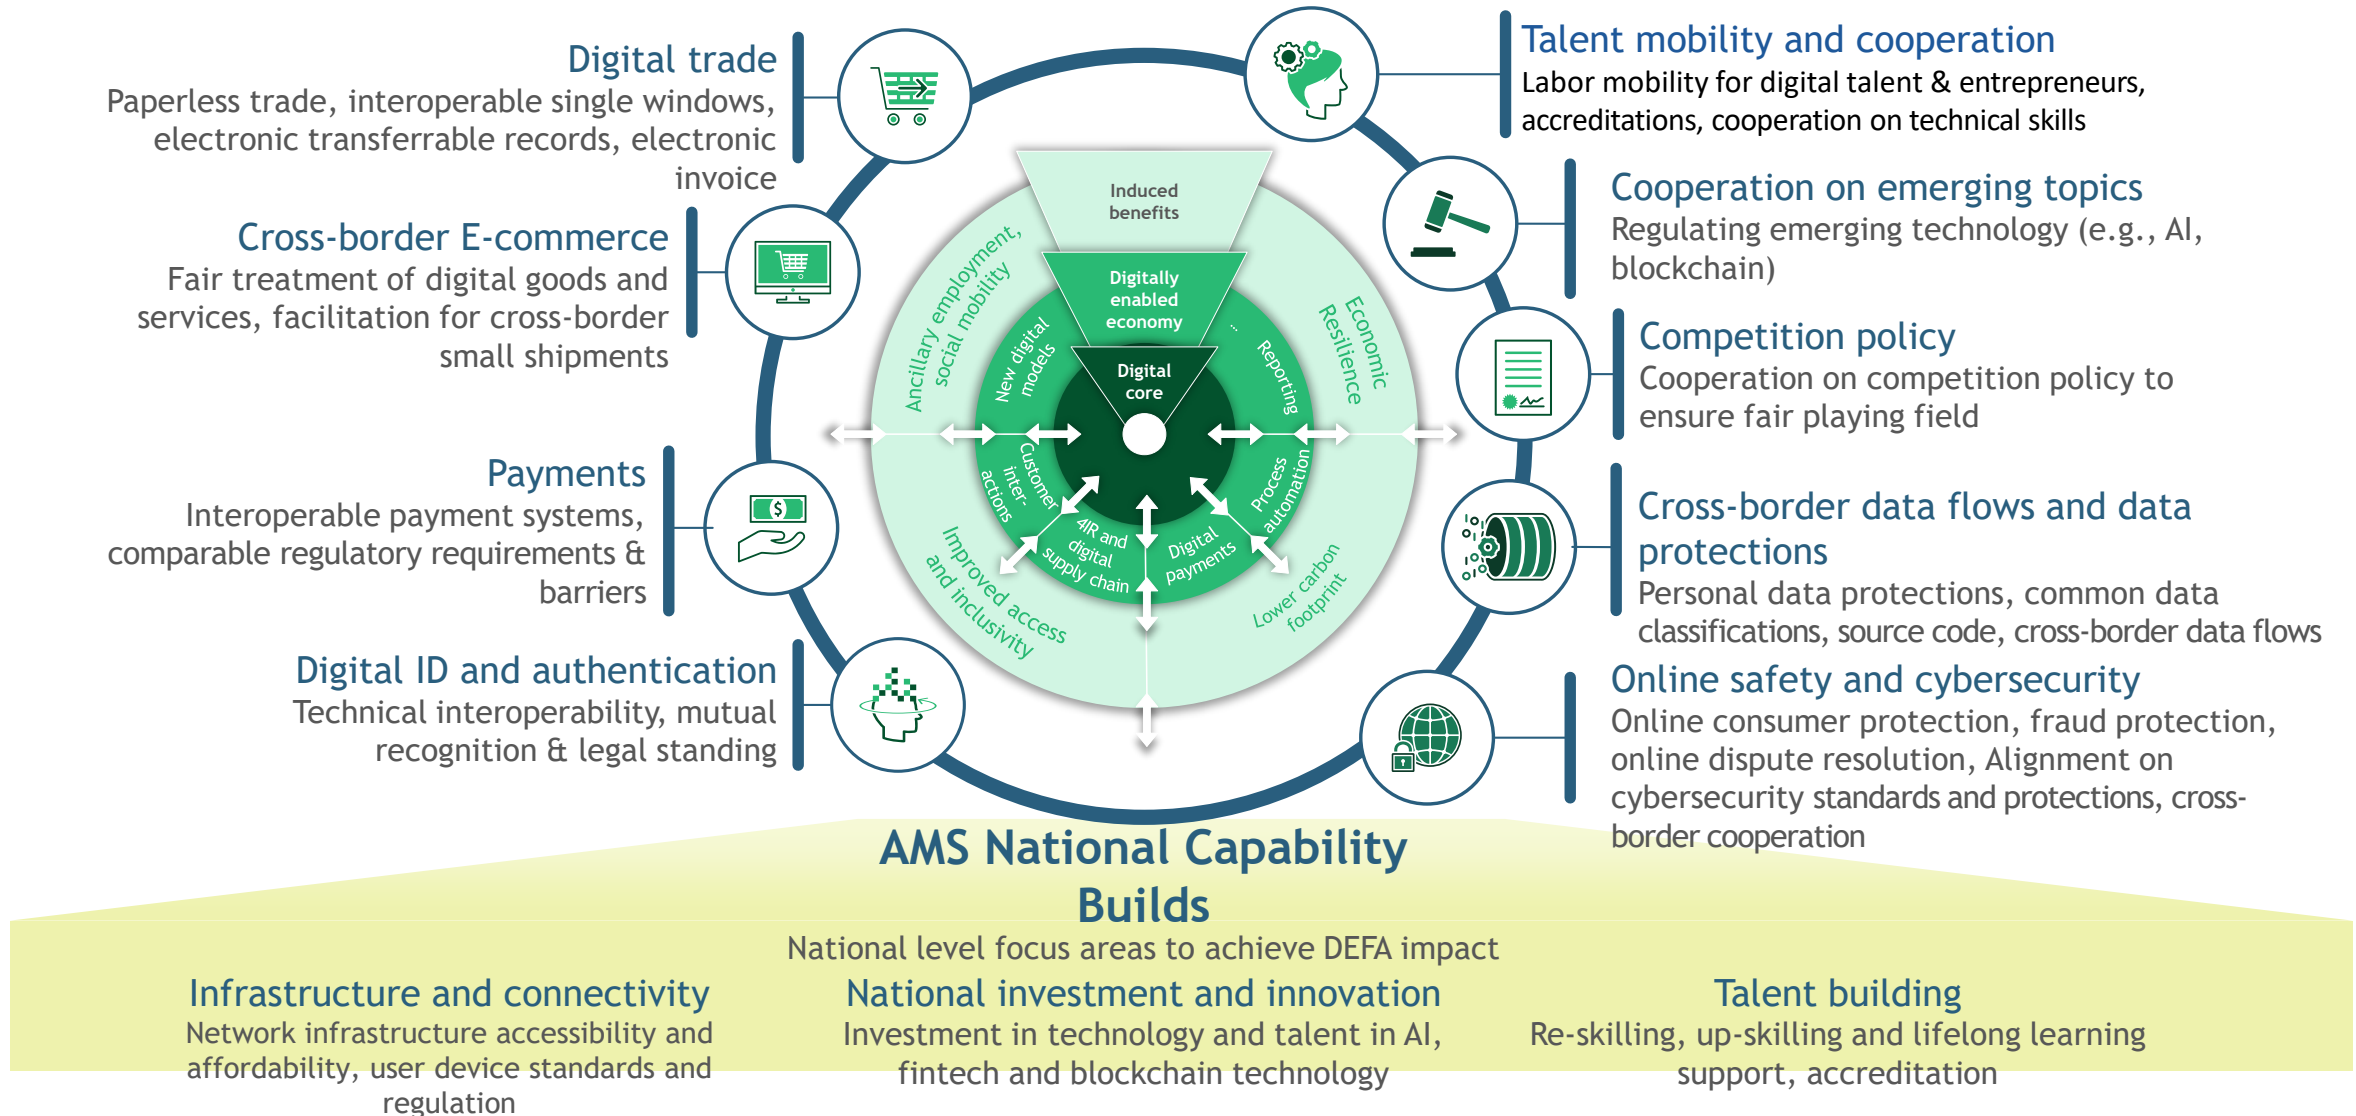 Digital trade
Paperless trade, interoperable single windows,
electronic transferrable records, electronic
invoice
Cross-border E-commerce
Fair treatment of digital goods and
services, facilitation for cross-border
small shipments
Payments
Interoperable payment systems,
comparable regulatory requirements &
barriers
Digital ID and authentication
Technical interoperability, mutual
recognition & legal standing
Induced
benefits
Digitally
enabled
economy
Digital
core
Ancillary employment,
social mobility
Economic
Resilience
Improved access
and inclusivity
Lower carbon
footprint
New digital
models
...
Reporting
Customer
inter-
actions
Process
automation
4IR and
digital
supply chain
Digital
payments
$
Talent mobility and cooperation
Labor mobility for digital talent & entrepreneurs,
accreditations, cooperation on technical skills
Cooperation on emerging topics
Regulating emerging technology (e.g., AI,
blockchain)
Competition policy
Cooperation on competition policy to
ensure fair playing field
Cross-border data flows and data
protections
Personal data protections, common data
classifications, source code, cross-border data flows
Online safety and cybersecurity
Online consumer protection, fraud protection,
online dispute resolution, Alignment on
cybersecurity standards and protections, cross-
border cooperation
AMS National Capability
Builds
National level focus areas to achieve DEFA impact
Infrastructure and connectivity
Network infrastructure accessibility and
affordability, user device standards and
regulation
National investment and innovation
Investment in technology and talent in AI,
fintech and blockchain technology
Talent building
Re-skilling, up-skilling and lifelong learning
support, accreditation